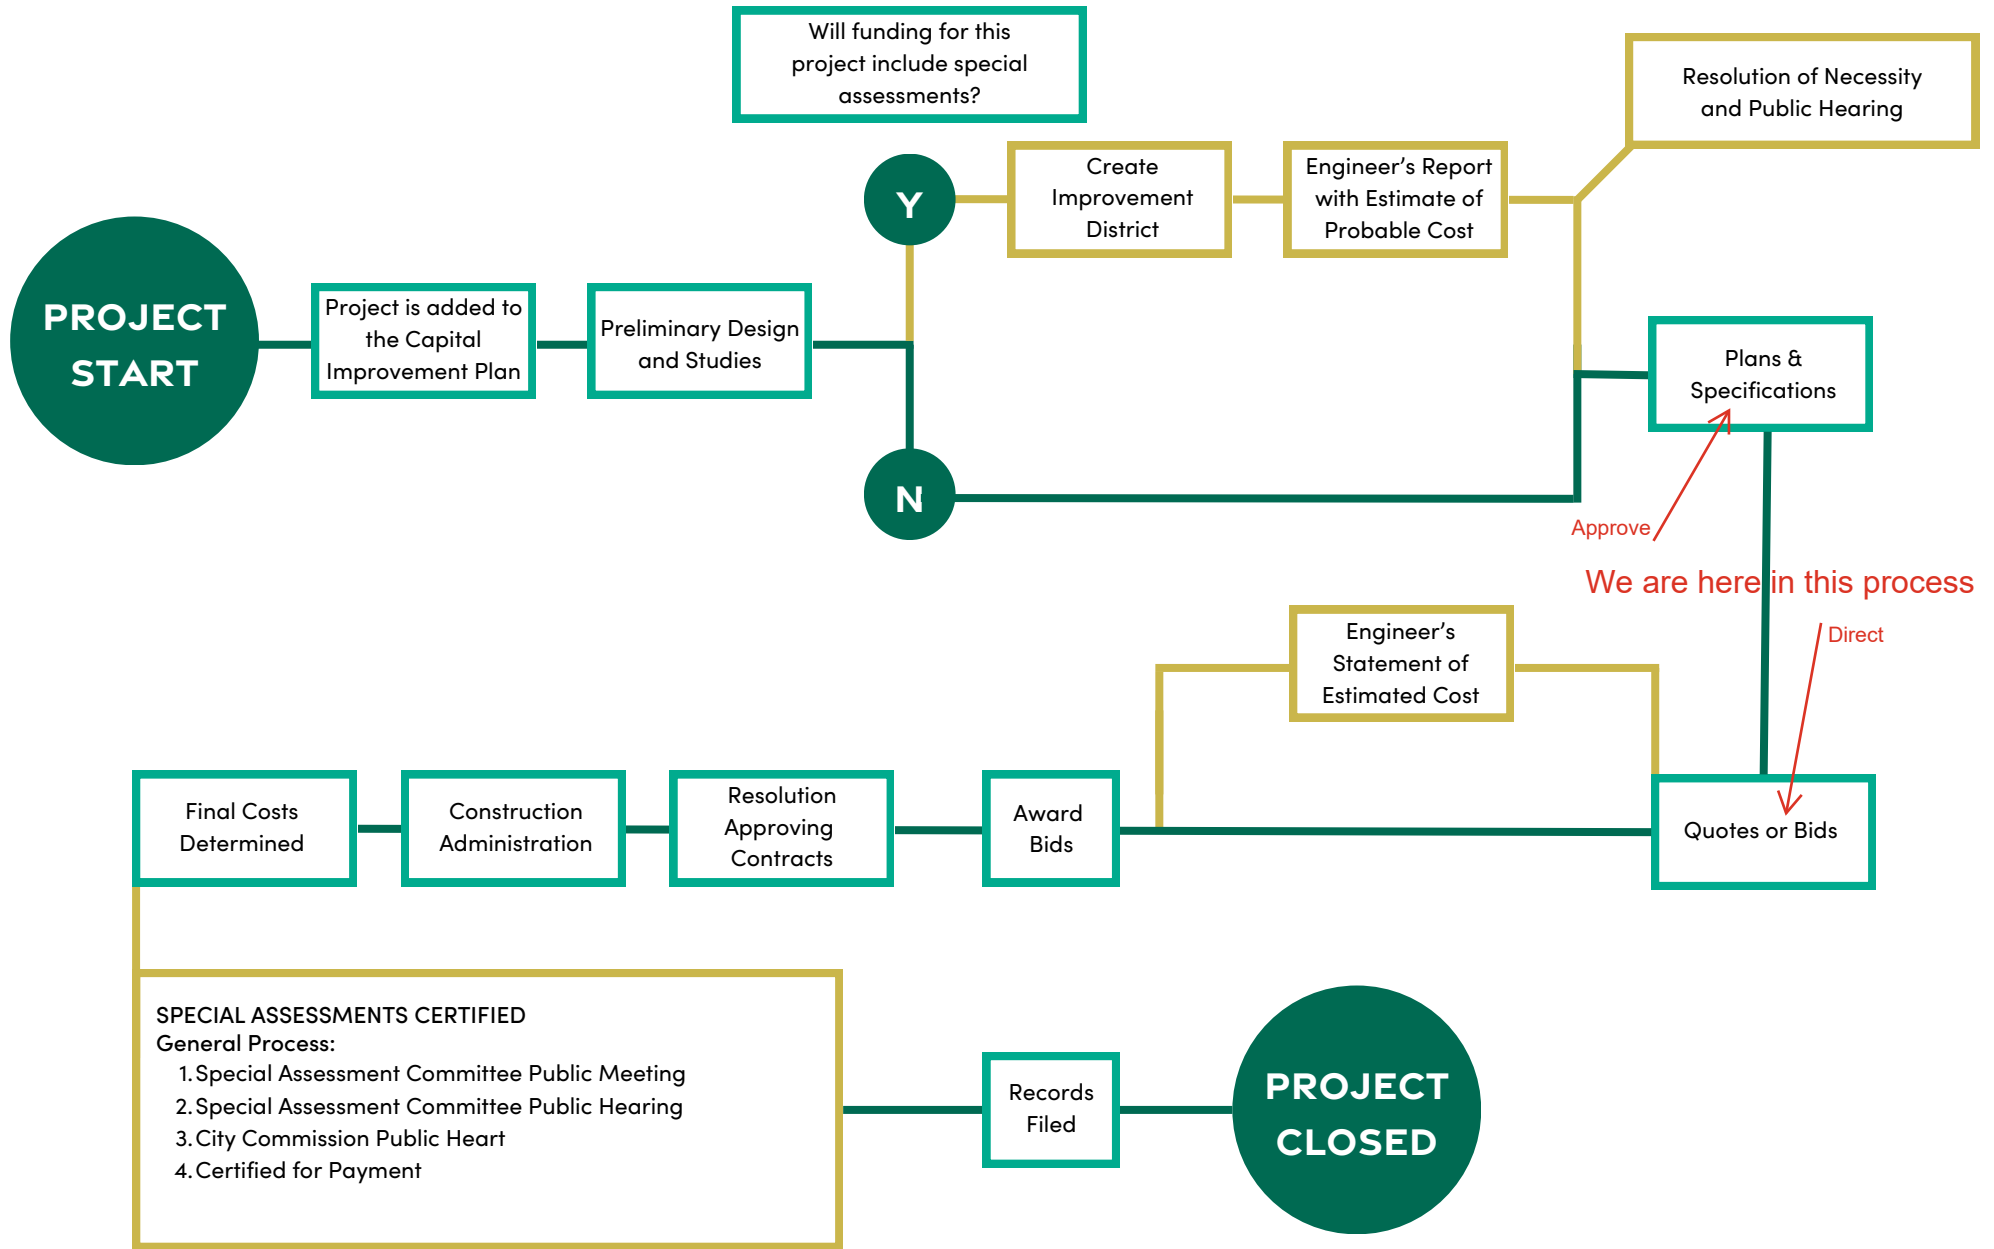 Will funding for this
project include special
assessments?
Resolution of Necessity
and Public Hearing
Y
Create
Improvement
District
Engineer's Report
with Estimate of
Probable Cost
PROJECT
START
Project is added to
the Capital
Improvement Plan
Preliminary Design
and Studies
Plans &
Specifications
N
Approve
We are here in this process
Direct
Engineer's
Statement of
Estimated Cost
Final Costs
Determined
Construction
Administration
Resolution
Approving
Contracts
Award
Bids
Quotes or Bids
SPECIAL ASSESSMENTS CERTIFIED
General Process:
1. Special Assessment Committee Public Meeting
2. Special Assessment Committee Public Hearing
3. City Commission Public Heart
4. Certified for Payment
Records
Filed
PROJECT
CLOSED